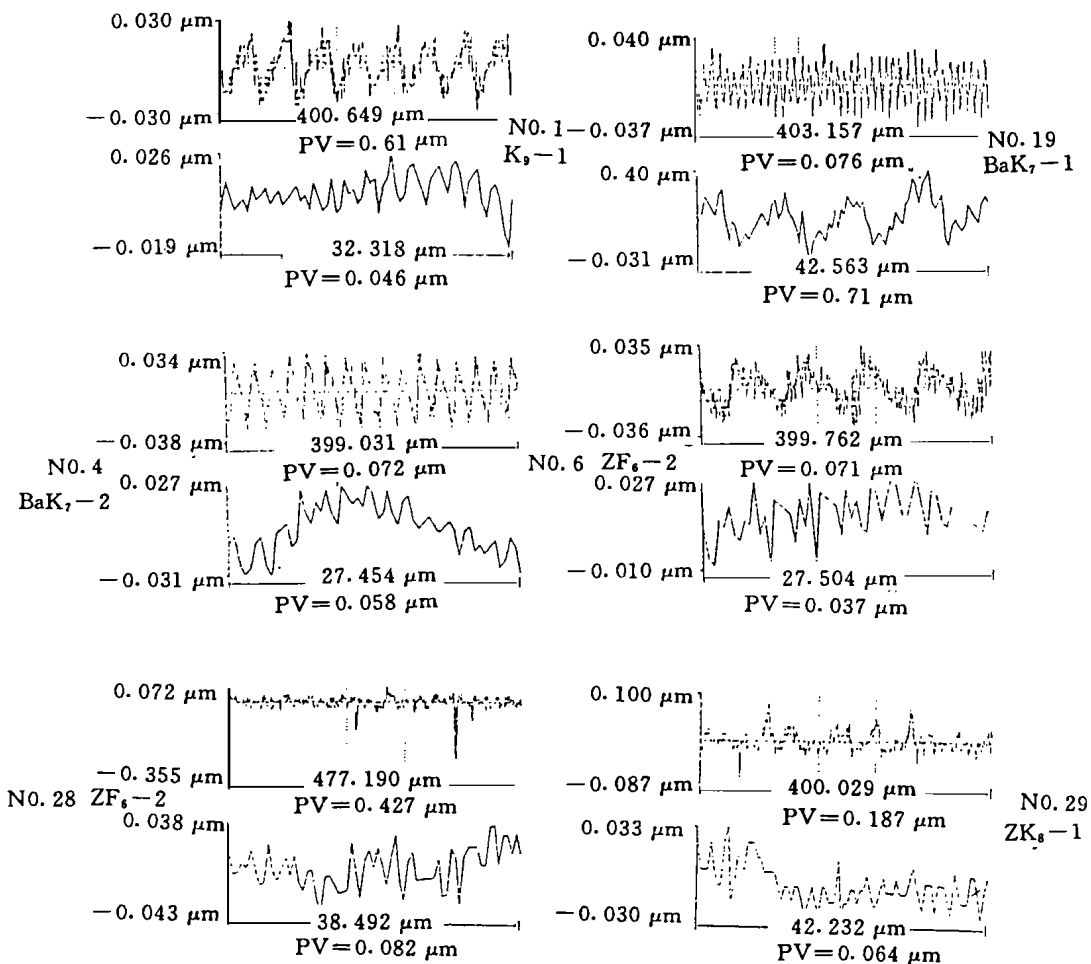 0. 030 μm
−0. 030 μm
400. 649 μm
PV=0. 61 μm
N0. 1
K₉−1
0. 026 μm
−0. 019 μm
32. 318 μm
PV=0. 046 μm
0. 040 μm
−0. 037 μm
403. 157 μm
PV=0. 076 μm
N0. 19
BaK₇−1
0. 40 μm
−0. 031 μm
42. 563 μm
PV=0. 71 μm
0. 034 μm
−0. 038 μm
399. 031 μm
PV=0. 072 μm
N0. 4
BaK₇−2
0. 027 μm
−0. 031 μm
27. 454 μm
PV=0. 058 μm
0. 035 μm
−0. 036 μm
399. 762 μm
PV=0. 071 μm
N0. 6 ZF₆−2
0. 027 μm
−0. 010 μm
27. 504 μm
PV=0. 037 μm
0. 072 μm
−0. 355 μm
477. 190 μm
PV=0. 427 μm
N0. 28 ZF₆−2
0. 038 μm
−0. 043 μm
38. 492 μm
PV=0. 082 μm
0. 100 μm
−0. 087 μm
400. 029 μm
PV=0. 187 μm
N0. 29
ZK₈−1
0. 033 μm
−0. 030 μm
42. 232 μm
PV=0. 064 μm